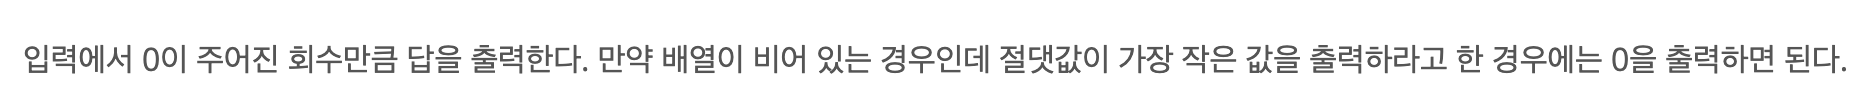 입력에서 0이 주어진 회수만큼 답을 출력한다. 만약 배열이 비어 있는 경우인데 절댓값이 가장 작은 값을 출력하라고 한 경우에는 0을 출력하면 된다.